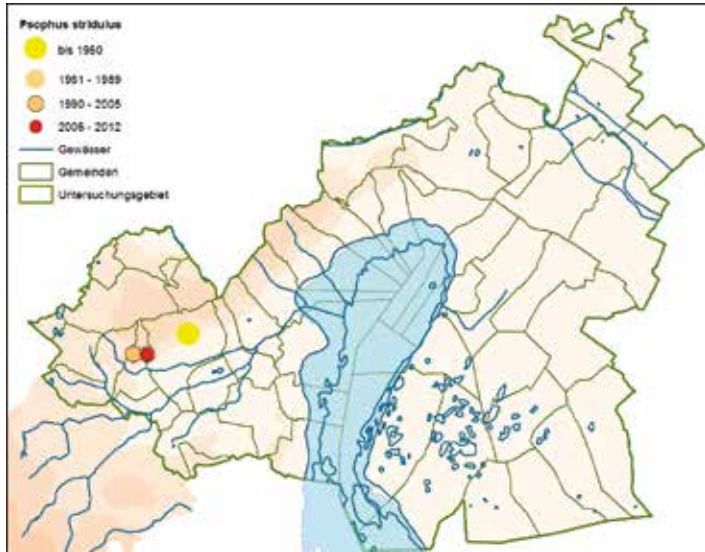 Psophus stridulus
bis 1960
1961 - 1989
1990 - 2005
2006 - 2012
Gewässer
Gemeinden
Untersuchungsgebiet